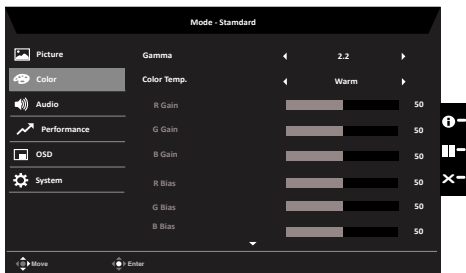 Mode - Standard
Picture
Color
Audio
Performance
OSD
System
Gamma 2.2
Color Temp. Warm
R Gain 50
G Gain 50
B Gain 50
R Bias 50
G Bias 50
B Bias 50
Move Enter